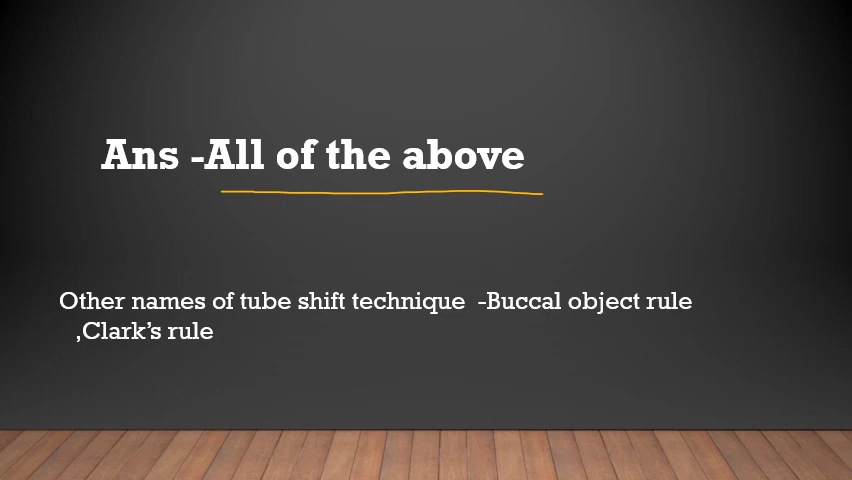 Ans -All of the above
Other names of tube shift technique  -Buccal object rule
,Clark’s rule